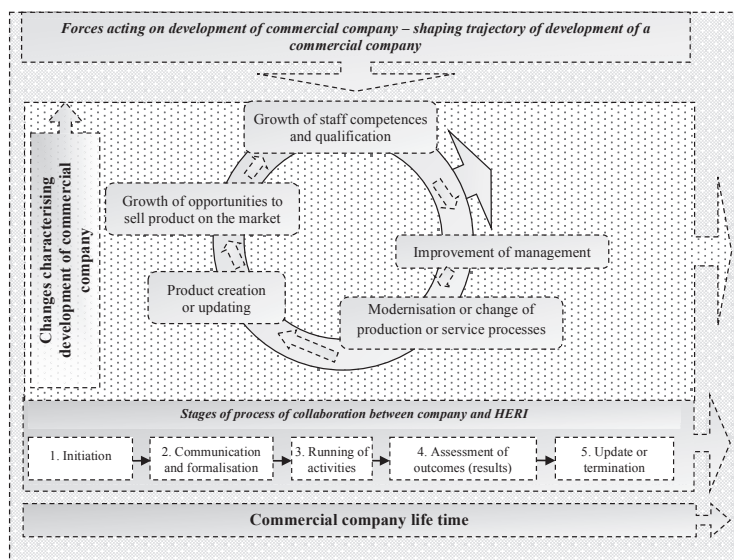 Forces acting on development of commercial company – shaping trajectory of development of a
commercial company
Growth of staff competences
and qualification
Changes characterising
development of commercial
company
Growth of opportunities to
sell product on the market
Improvement of management
Product creation
or updating
Modernisation or change of
production or service processes
Stages of process of collaboration between company and HERI
1. Initiation
2. Communication
and formalisation
3. Running of
activities
4. Assessment of
outcomes (results)
5. Update or
termination
Commercial company life time